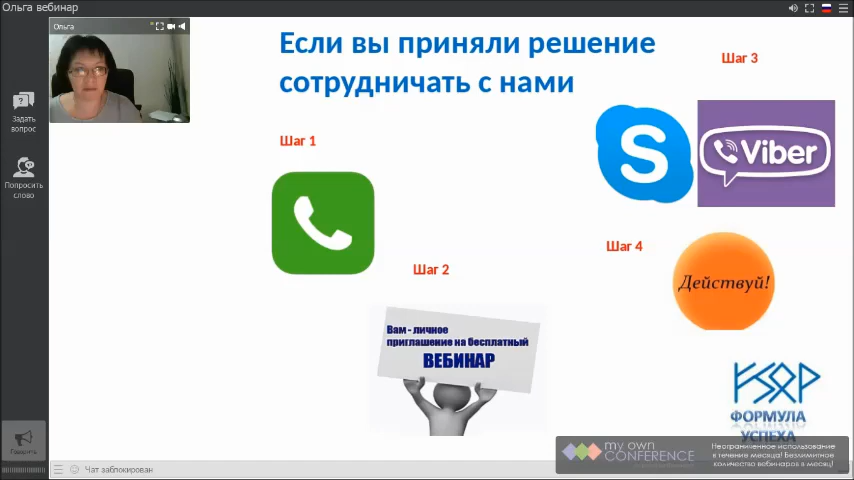 Ольга вебинар
Ольга
Если вы приняли решение
сотрудничать с нами
Шаг 3
Шаг 1
S
Viber
Задать
вопрос
Попросить
слово
Шаг 4
Шаг 2
Действуй!
Вам - личное
приглашение на бесплатный
ВЕБИНАР
ФОРМУЛА
УСПЕХА
my own
CONFERENCE
Неограниченное использование
в течение месяца! Безлимитное
количество вебинаров в месяц!
Говорить
Чат заблокирован